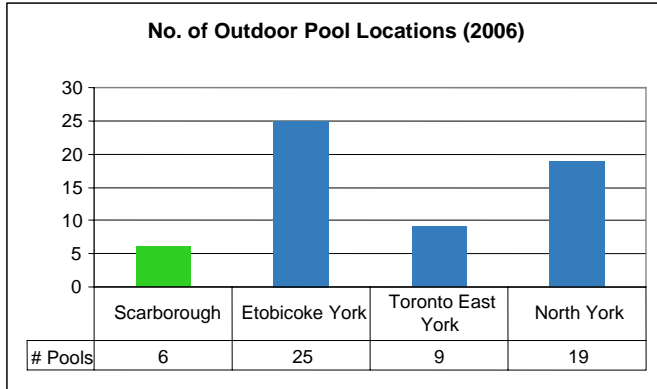 No. of Outdoor Pool Locations (2006)
30
25
20
15
10
5
0
Scarborough Etobicoke York Toronto East York North York
# Pools 6 25 9 19